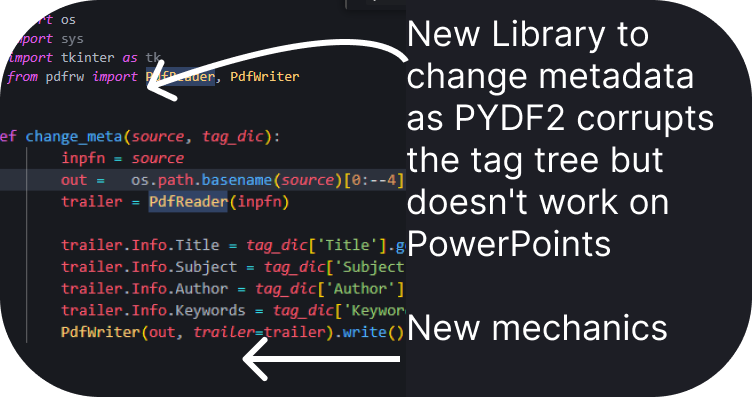 port os
mport sys
import tkinter as tk
from pdfrw import PdfReader, PdfWriter
ef change_meta(source, tag_dic):
inpfn = source
out = os.path.basename(source)[0:--4]
trailer = PdfReader(inpfn)
trailer.Info.Title = tag_dic['Title'].g
trailer.Info.Subject = tag_dic['Subject
trailer.Info.Author = tag_dic['Author']
trailer.Info.Keywords = tag_dic['Keywor
PdfWriter(out, trailer=trailer).write()
New Library to
change metadata
as PYDF2 corrupts
the tag tree but
doesn't work on
PowerPoints
New mechanics